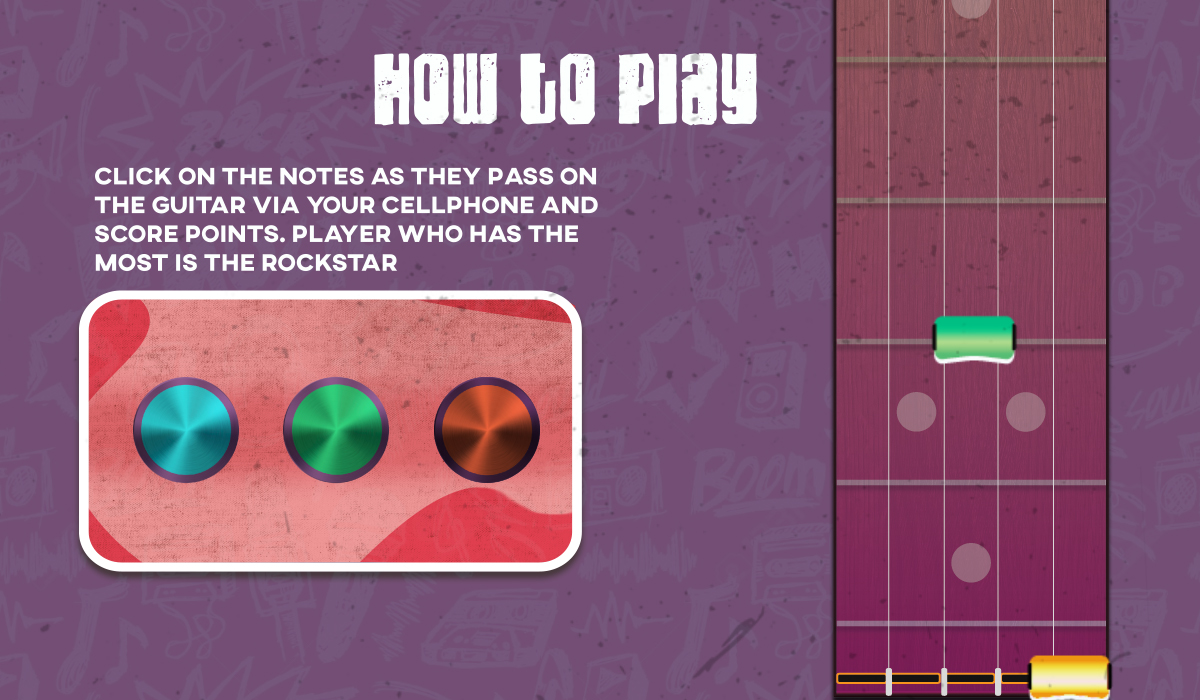 How to play
CLICK ON THE NOTES AS THEY PASS ON
THE GUITAR VIA YOUR CELLPHONE AND
SCORE POINTS. PLAYER WHO HAS THE
MOST IS THE ROCKSTAR
BOOM